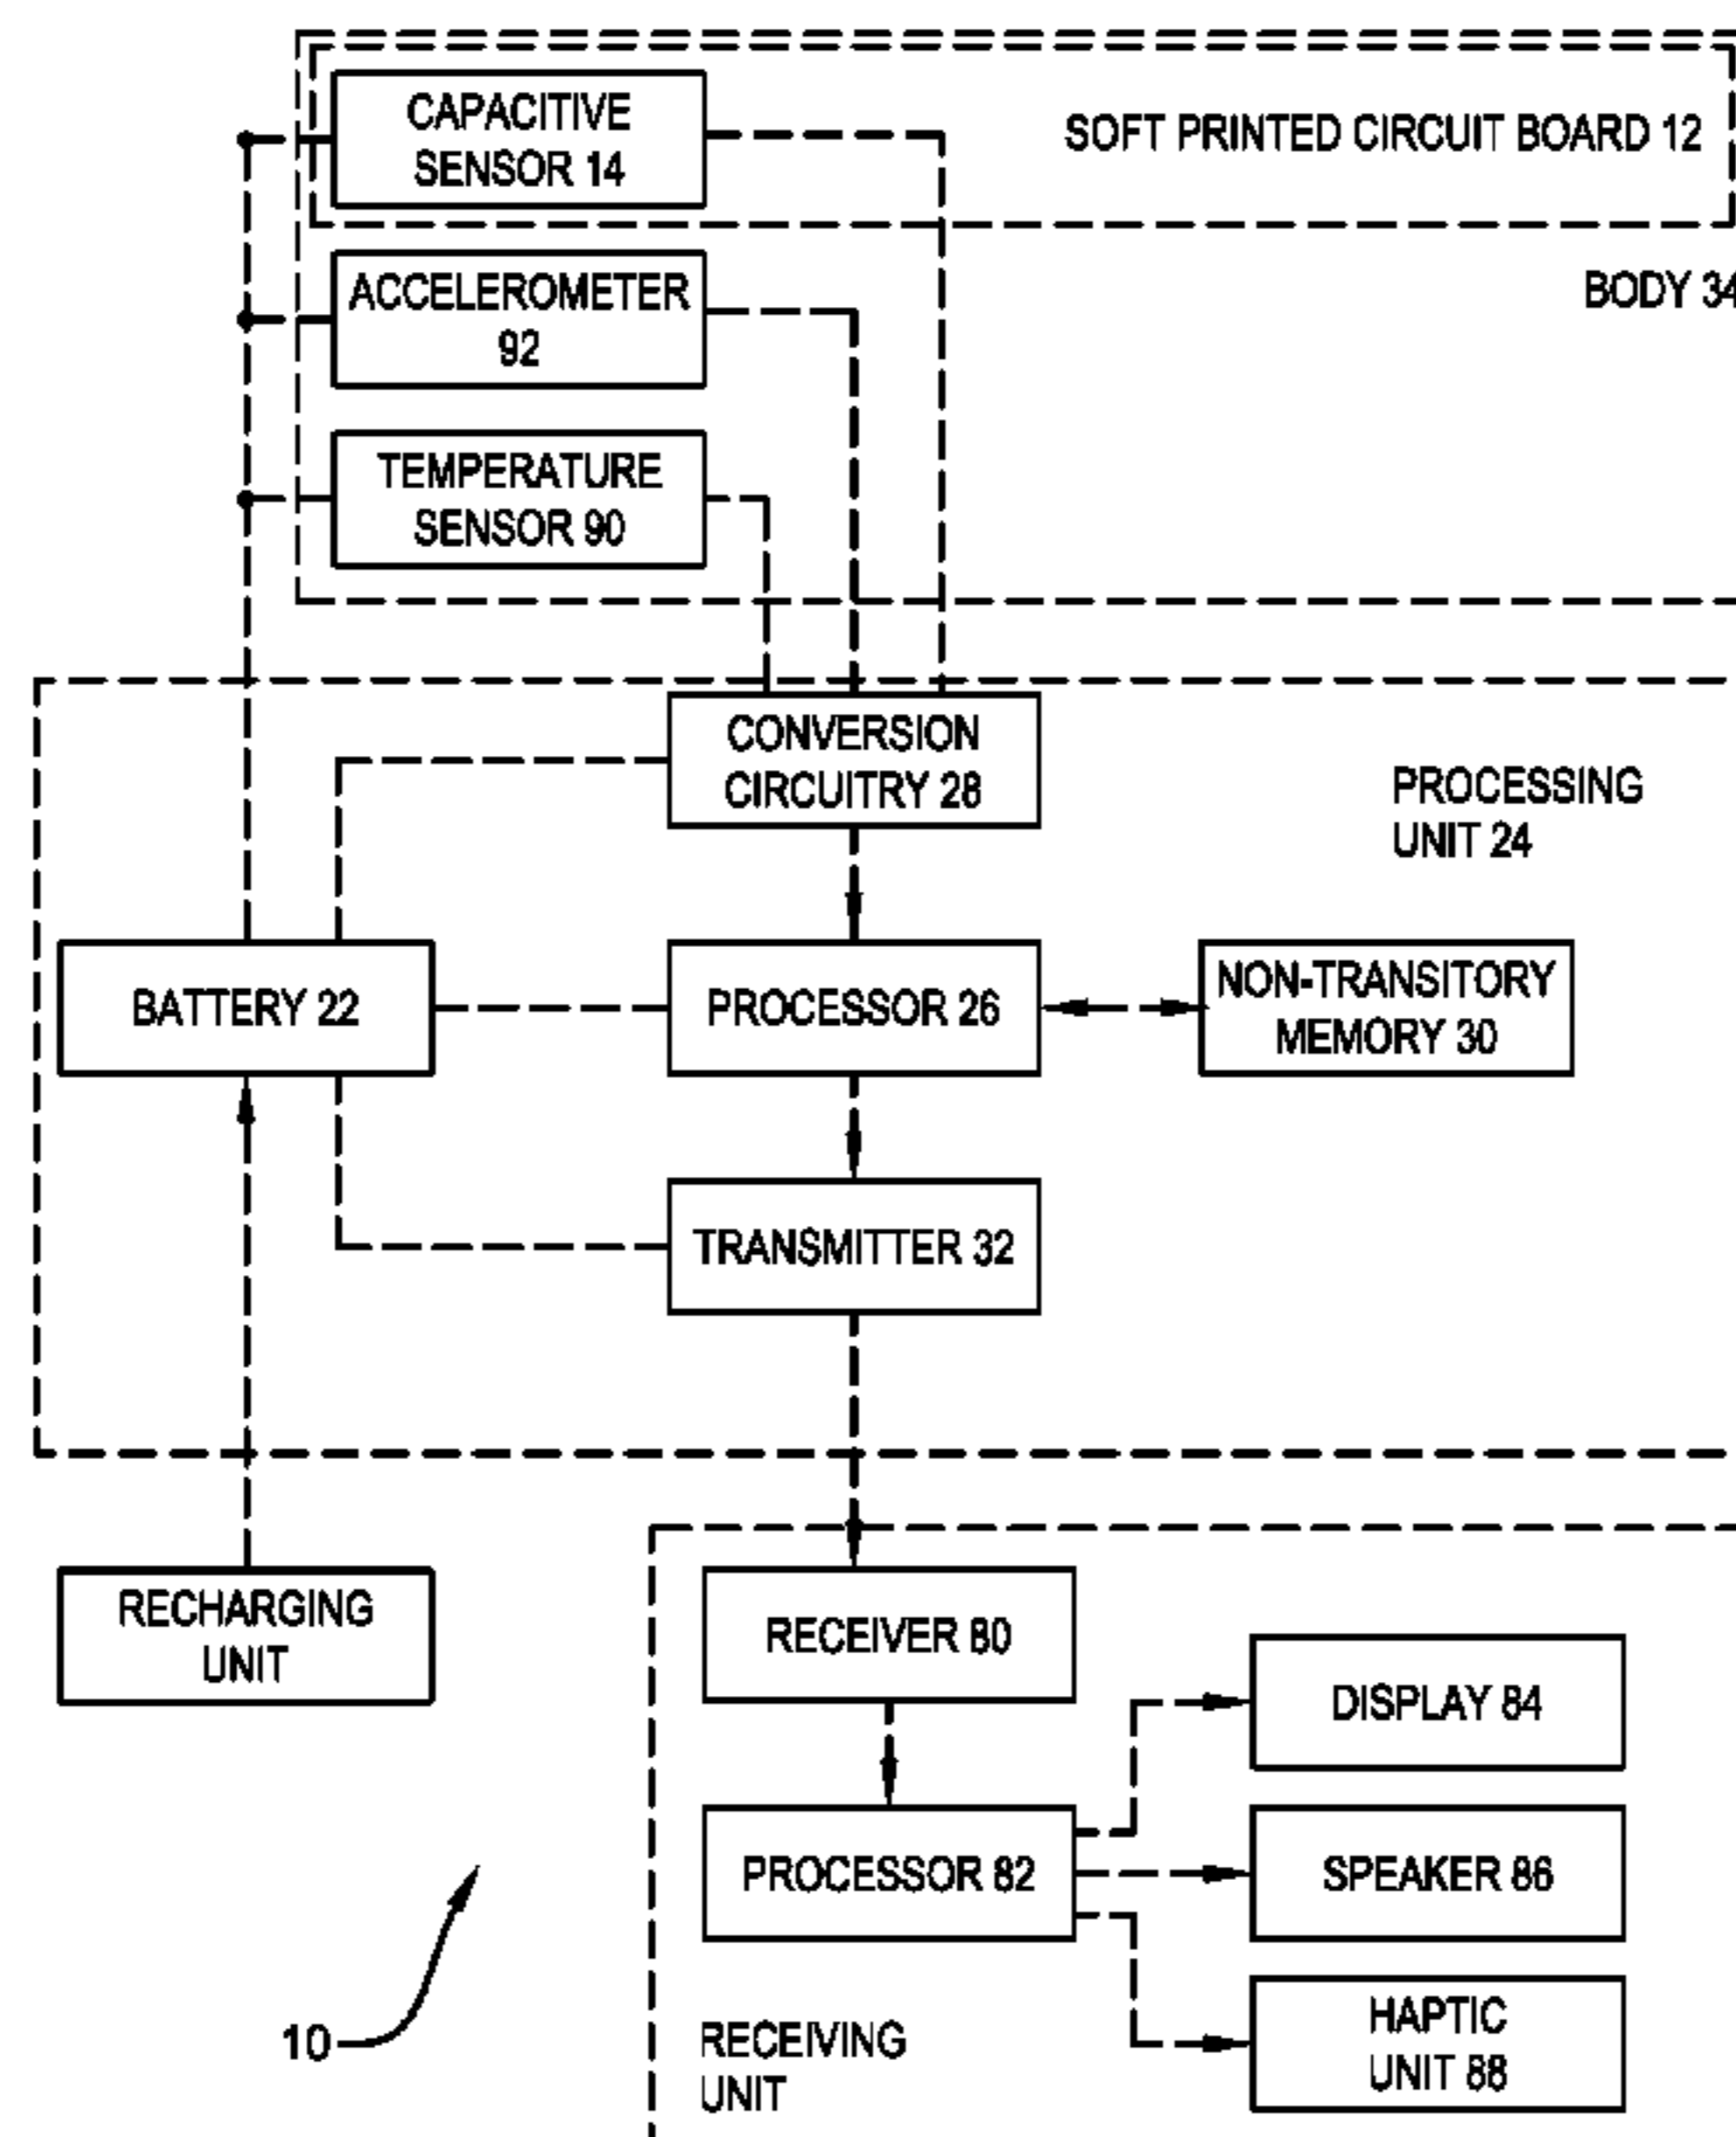 CAPACITIVE
SENSOR 14
SOFT PRINTED CIRCUIT BOARD 12
BODY 34
ACCELEROMETER
92
TEMPERATURE
SENSOR 90
CONVERSION
CIRCUITRY 28
PROCESSING
UNIT 24
BATTERY 22
PROCESSOR 26
NON-TRANSITORY
MEMORY 30
TRANSMITTER 32
RECHARGING
UNIT
RECEIVER 80
DISPLAY 84
PROCESSOR 82
SPEAKER 86
HAPTIC
UNIT 88
10
RECEIVING
UNIT